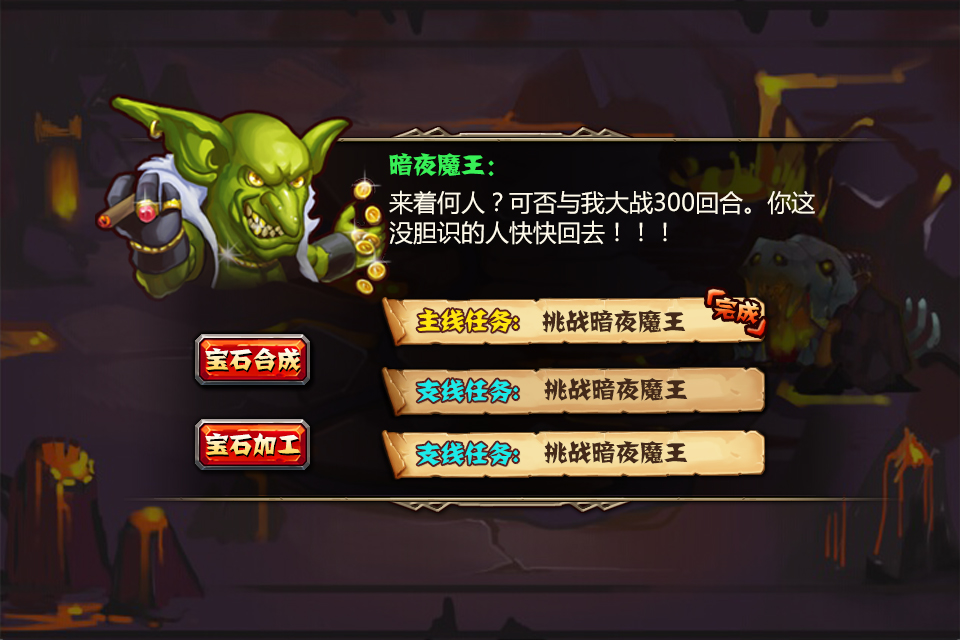 暗夜魔王：
来着何人？可否与我大战300回合。你这
没胆识的人快快回去！！！
主线任务： 挑战暗夜魔王 完成
宝石合成
支线任务： 挑战暗夜魔王
宝石加工
支线任务： 挑战暗夜魔王